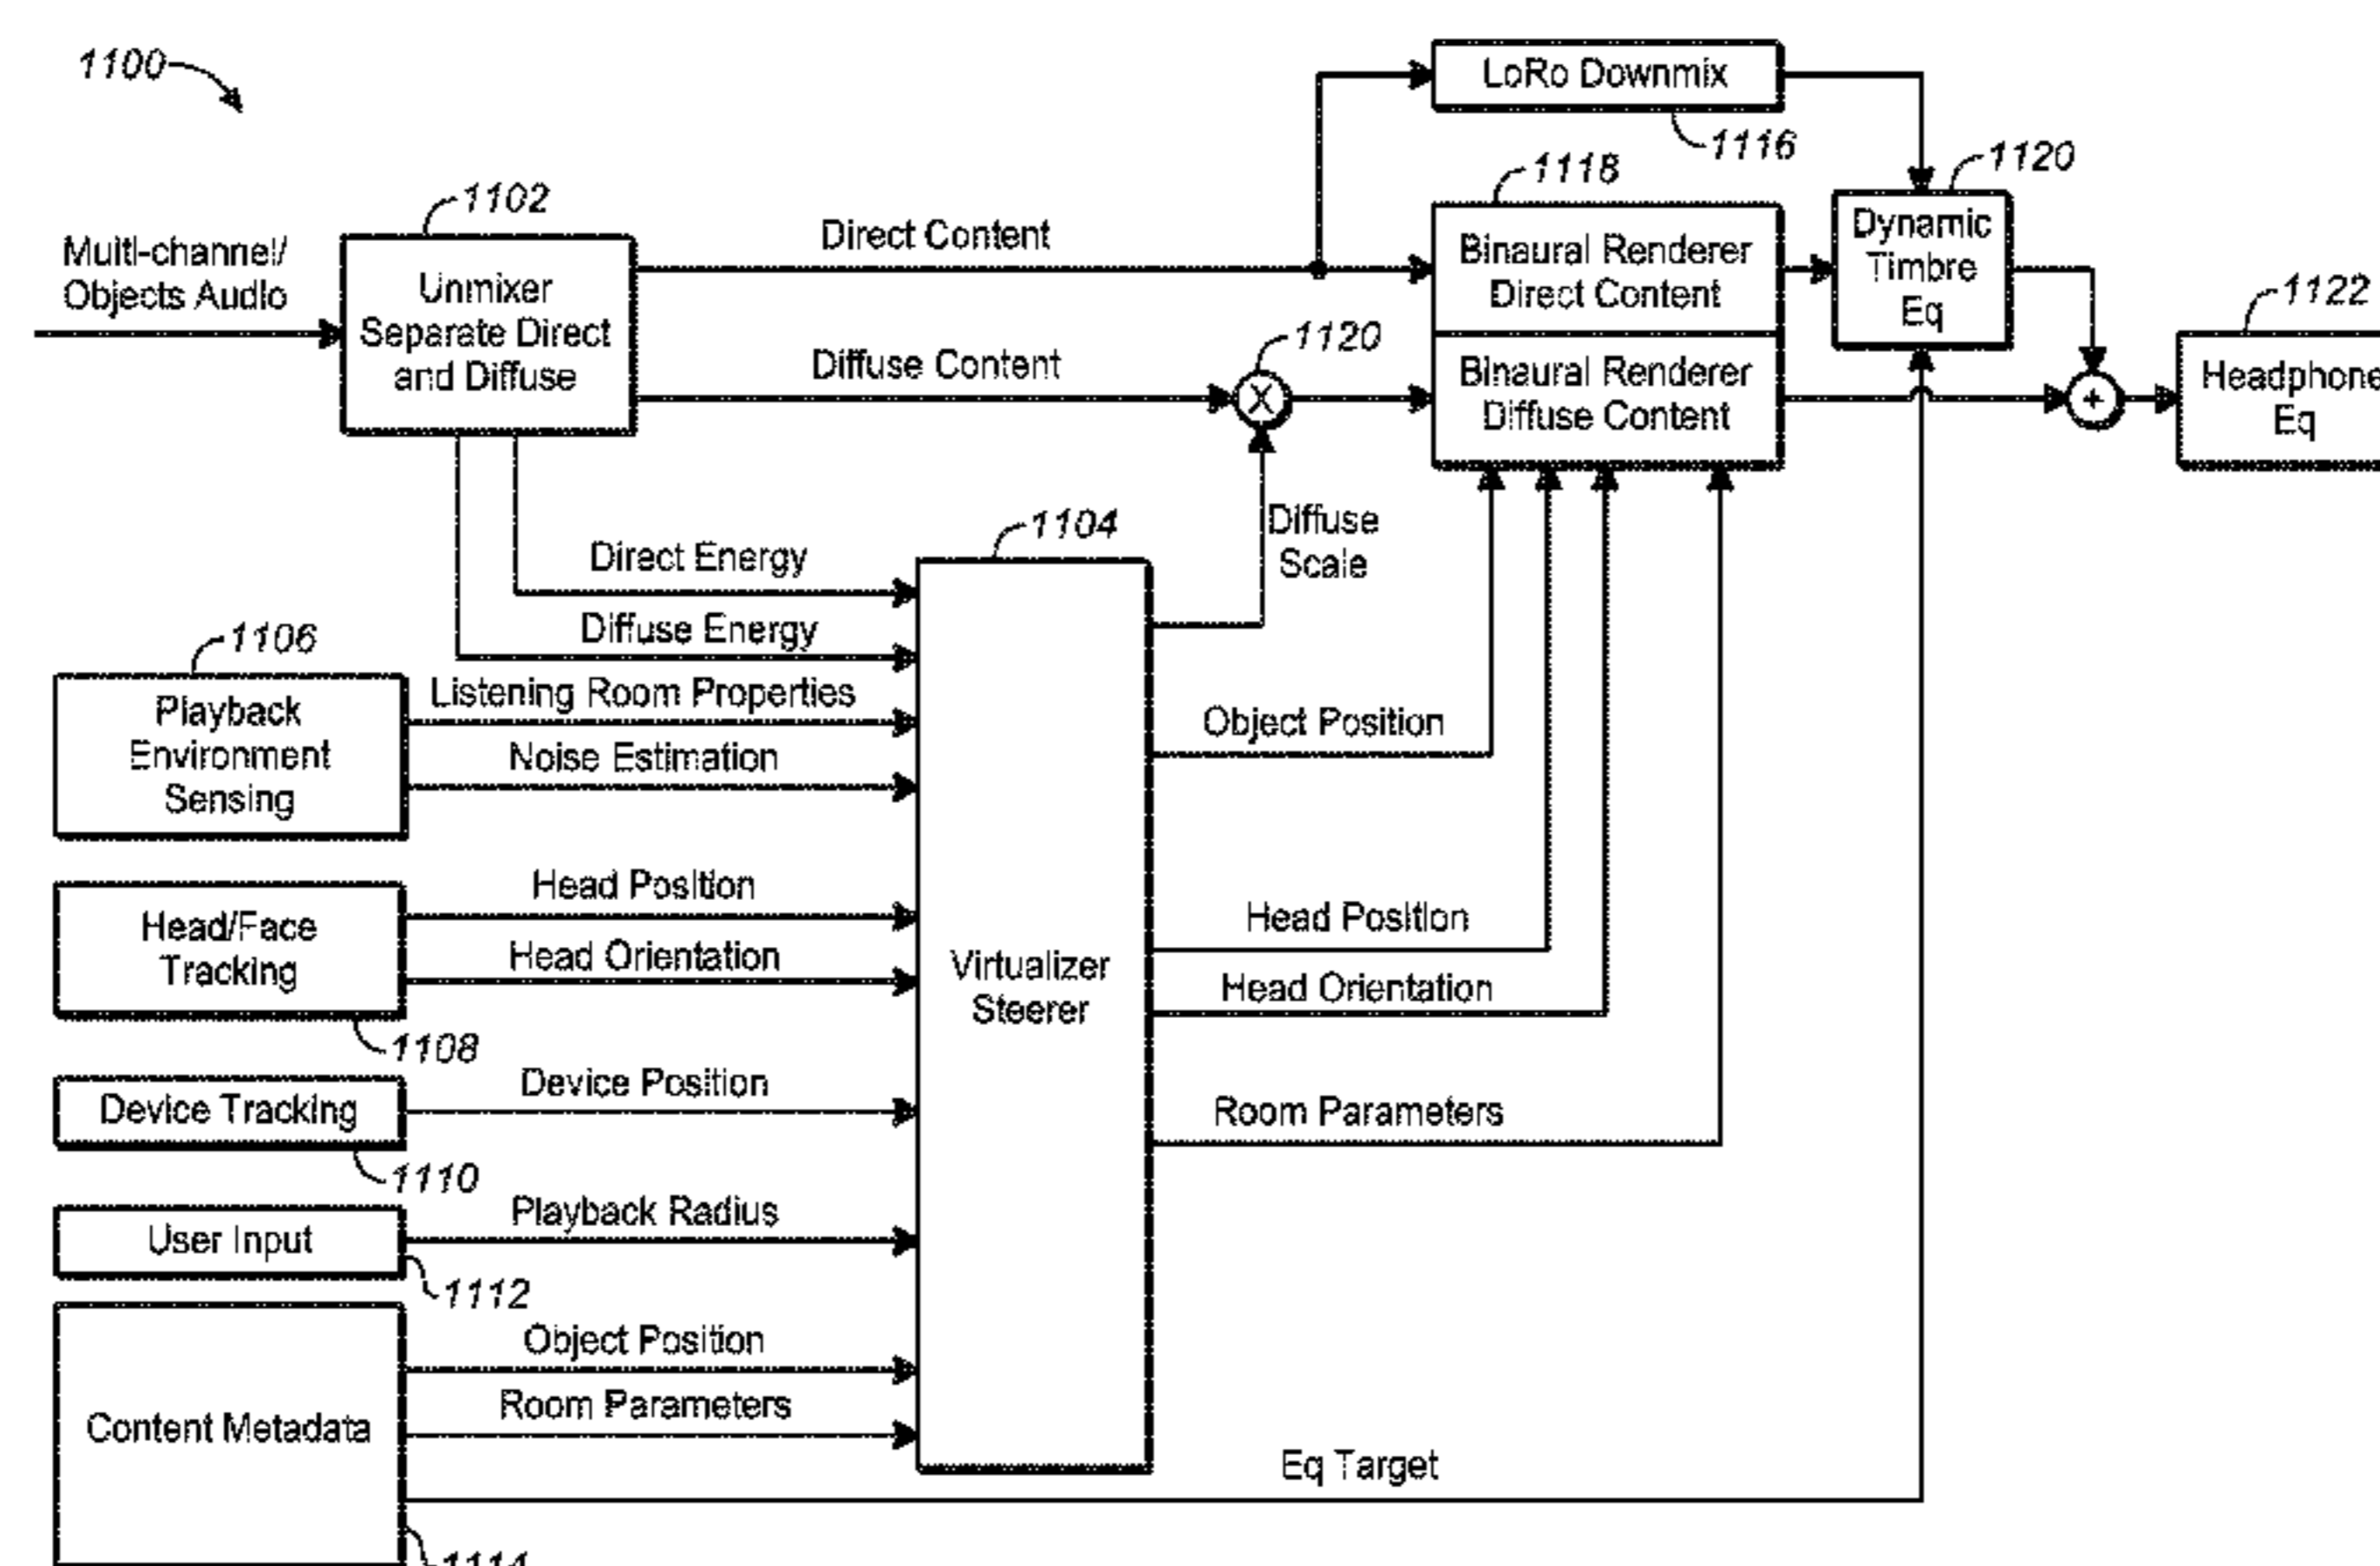 1100
LoRo Downmix
1116
1118
1120
1102
Multi-channel/
Objects Audio
Unmixer
Separate Direct
and Diffuse
Direct Content
Binaural Renderer
Direct Content
Dynamic
Timbre
Eq
1122
Diffuse Content
1120
X
Binaural Renderer
Diffuse Content
+
Headphone
Eq
1104
Diffuse
Scale
Direct Energy
Diffuse Energy
1106
Playback
Environment
Sensing
Listening Room Properties
Noise Estimation
Object Position
Head/Face
Tracking
1108
Head Position
Head Orientation
Virtualizer
Steerer
Head Position
Head Orientation
Device Tracking
1110
Device Position
Room Parameters
User Input
1112
Playback Radius
Content Metadata
Object Position
Room Parameters
Eq Target
1114